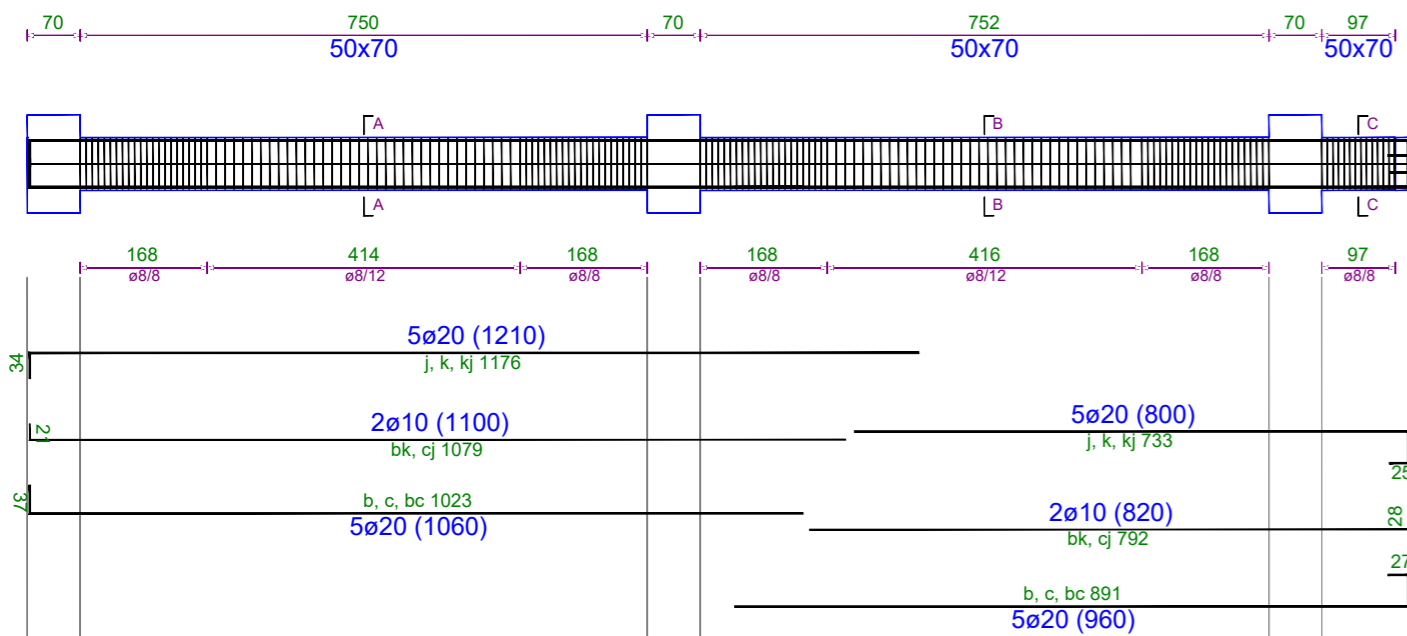 70 750 70 752 70 97
50x70 50x70 50x70
A B C
A B C
168 414 168 168 416 168 97
ø8/8 ø8/12 ø8/8 ø8/8 ø8/12 ø8/8 ø8/8
5ø20 (1210)
34
j, k, kj 1176
2ø10 (1100)
21
bk, cj 1079
5ø20 (800)
j, k, kj 733
25
b, c, bc 1023
37
5ø20 (1060)
2ø10 (820)
28
bk, cj 792
27
b, c, bc 891
5ø20 (960)